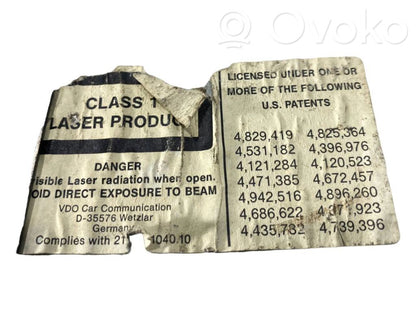 Ovoko
CLASS 1
LASER PRODUC
DANGER
isible Laser radiation when open.
OID DIRECT EXPOSURE TO BEAM
VDO Car Communication
D-35576 Wetzlar
Germany
Complies with 21 1040.10
LICENSED UNDER ONE OR
MORE OF THE FOLLOWING
U.S. PATENTS
4,829,419 4,825,364
4,531,182 4,396,976
4,121,284 4,120,523
4,471,385 4,672,457
4,942,516 4,896,260
4,686,622 923
4,435,732 4,739,396